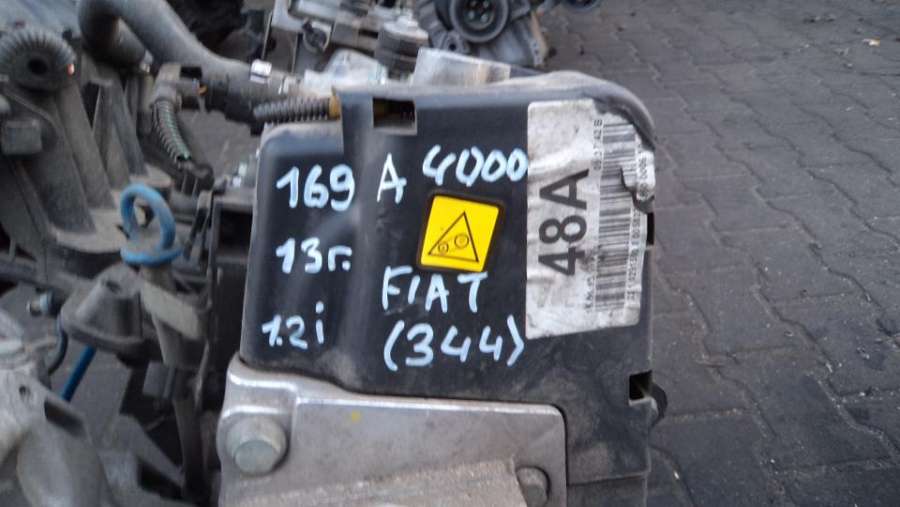 169 A 4000
13г.
FIAT
1.2i
(344)
48A